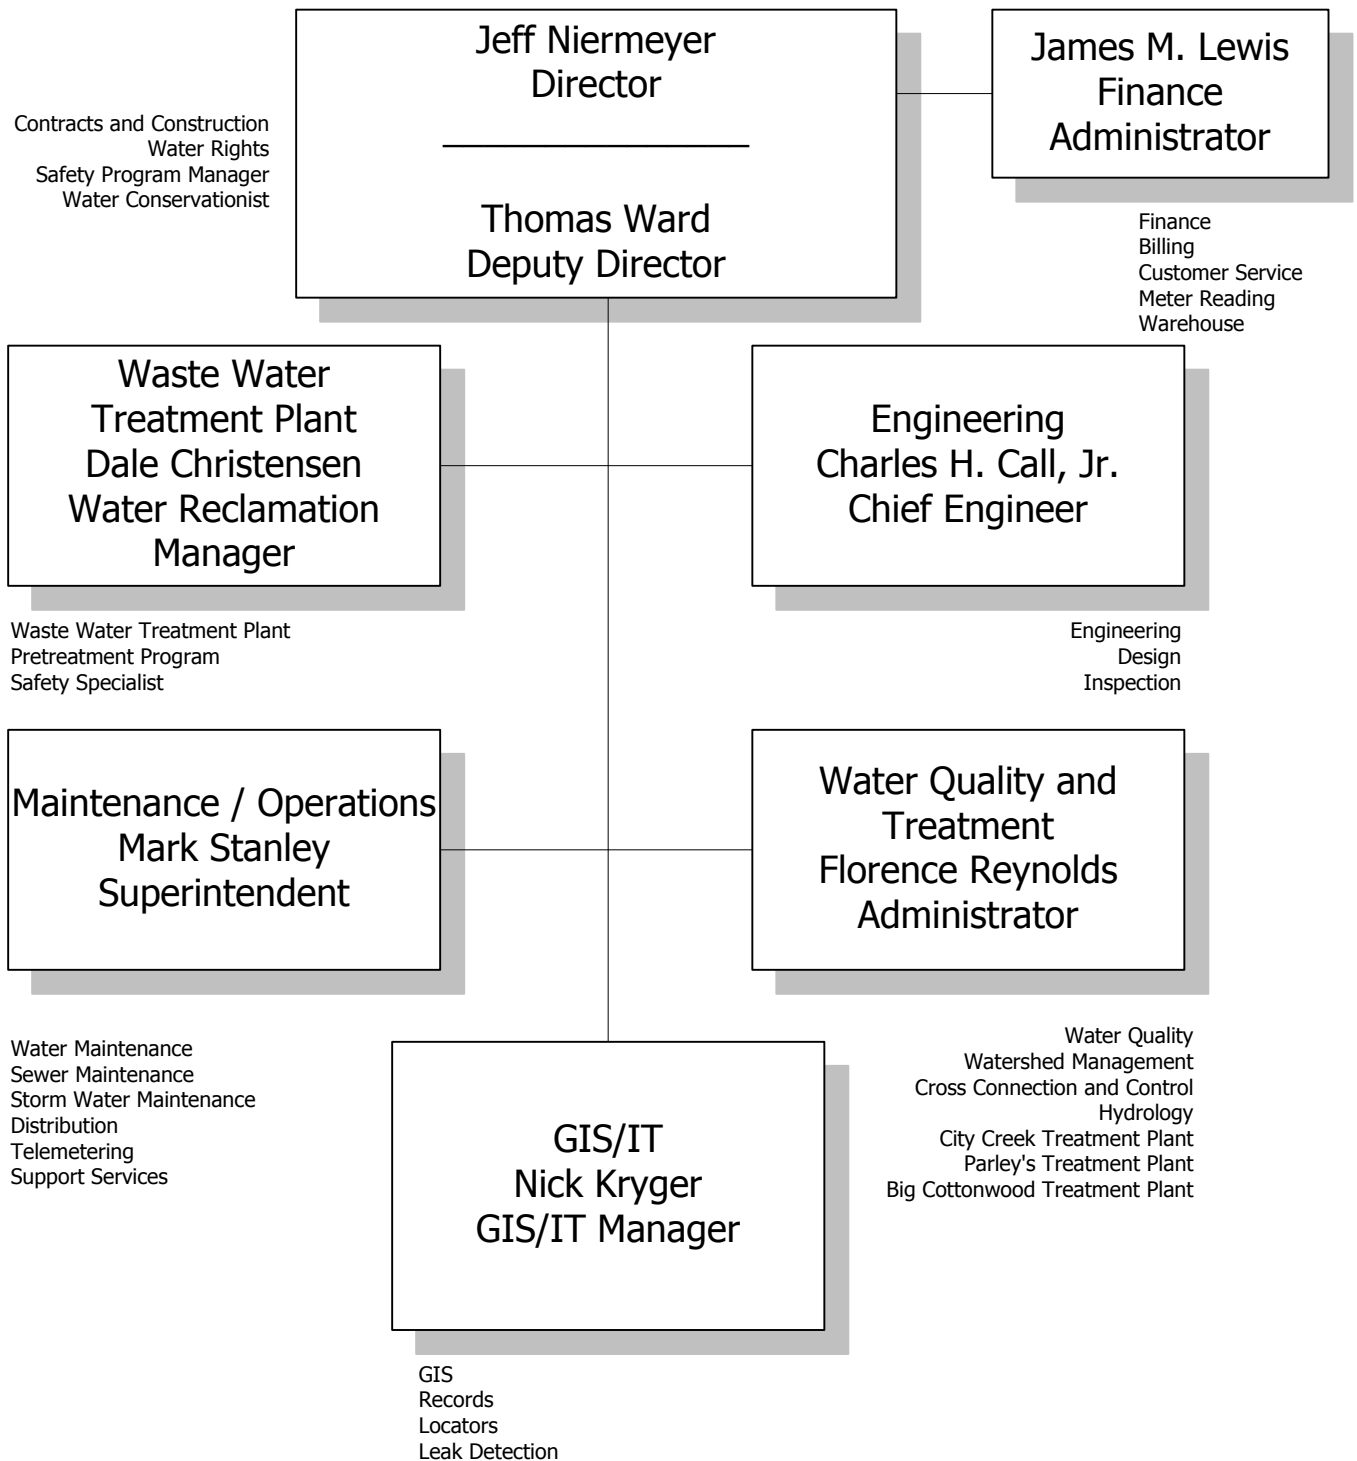 Jeff Niermeyer
Director
Thomas Ward
Deputy Director
James M. Lewis
Finance
Administrator
Contracts and Construction
Water Rights
Safety Program Manager
Water Conservationist
Finance
Billing
Customer Service
Meter Reading
Warehouse
Waste Water
Treatment Plant
Dale Christensen
Water Reclamation
Manager
Waste Water Treatment Plant
Pretreatment Program
Safety Specialist
Engineering
Charles H. Call, Jr.
Chief Engineer
Engineering
Design
Inspection
Maintenance / Operations
Mark Stanley
Superintendent
Water Maintenance
Sewer Maintenance
Storm Water Maintenance
Distribution
Telemetering
Support Services
Water Quality and
Treatment
Florence Reynolds
Administrator
Water Quality
Watershed Management
Cross Connection and Control
Hydrology
City Creek Treatment Plant
Parley's Treatment Plant
Big Cottonwood Treatment Plant
GIS/IT
Nick Kryger
GIS/IT Manager
GIS
Records
Locators
Leak Detection